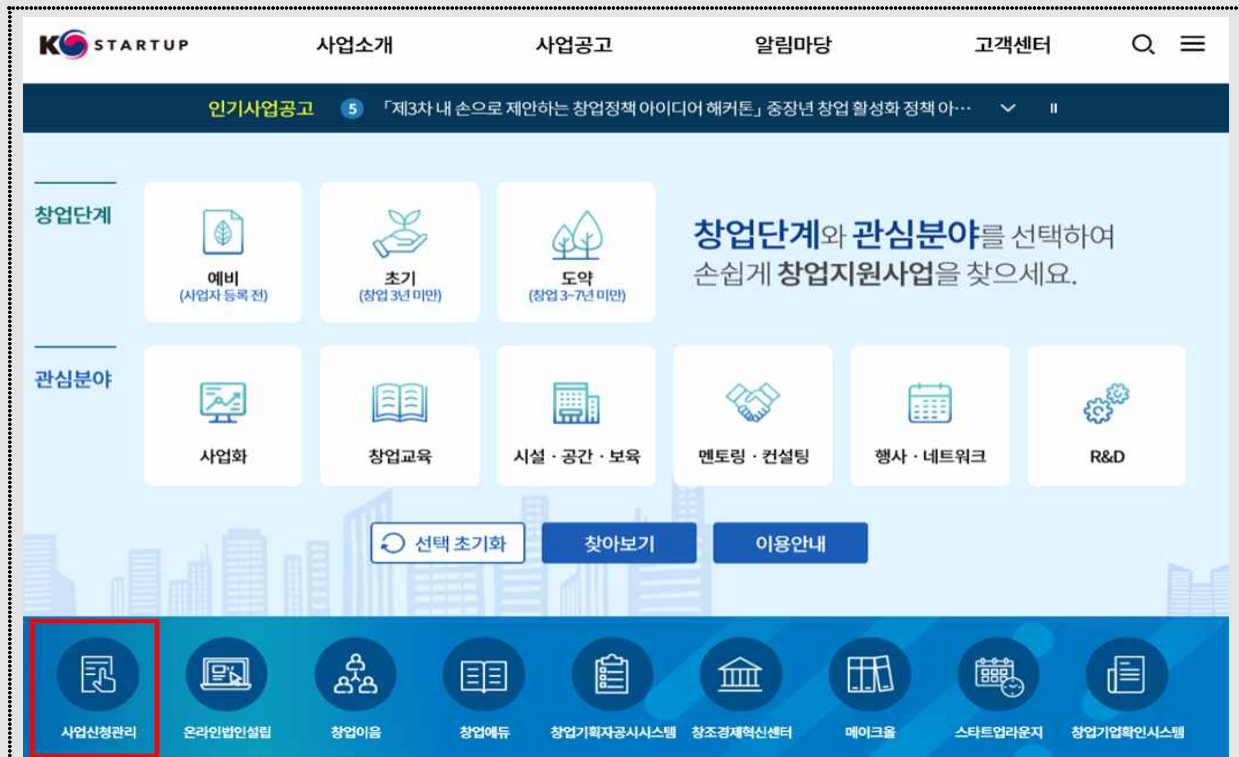 K STARTUP
사업소개 사업공고 알림마당 고객센터
인기사업공고 5 「제3차 내 손으로 제안하는 창업정책 아이디어 해커톤」 중장년 창업 활성화 정책 아…
창업단계
예비
(사업자 등록 전)
초기
(창업 3년 미만)
도약
(창업 3~7년 미만)
창업단계와 관심분야를 선택하여
손쉽게 창업지원사업을 찾으세요.
관심분야
사업화 창업교육 시설 · 공간 · 보육 멘토링 · 컨설팅 행사 · 네트워크 R&D
선택 초기화 찾아보기 이용안내
사업신청관리 온라인법인설립 창업이음 창업에듀 창업기획자공시시스템 창조경제혁신센터 메이크올 스타트업라운지 창업기업확인시스템